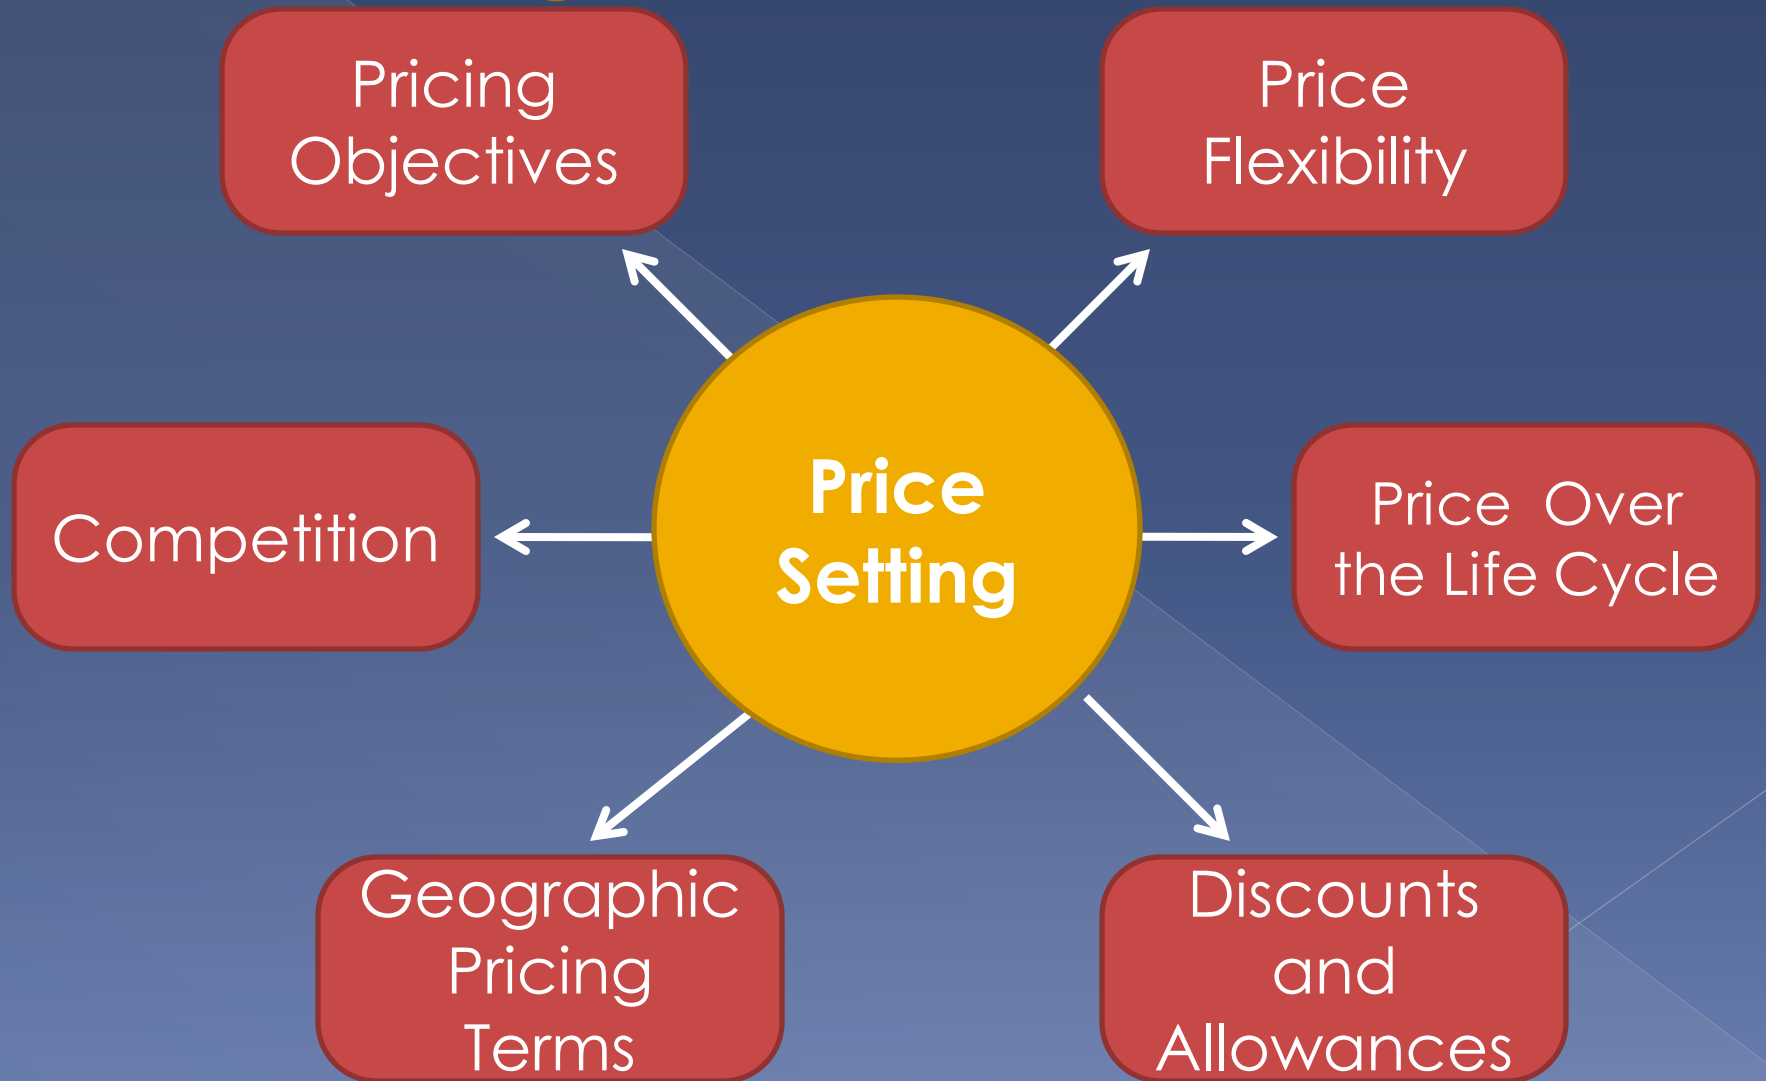 Pricing
Objectives
Price
Flexibility
Competition
Price
Setting
Price Over
the Life Cycle
Geographic
Pricing
Terms
Discounts
and
Allowances